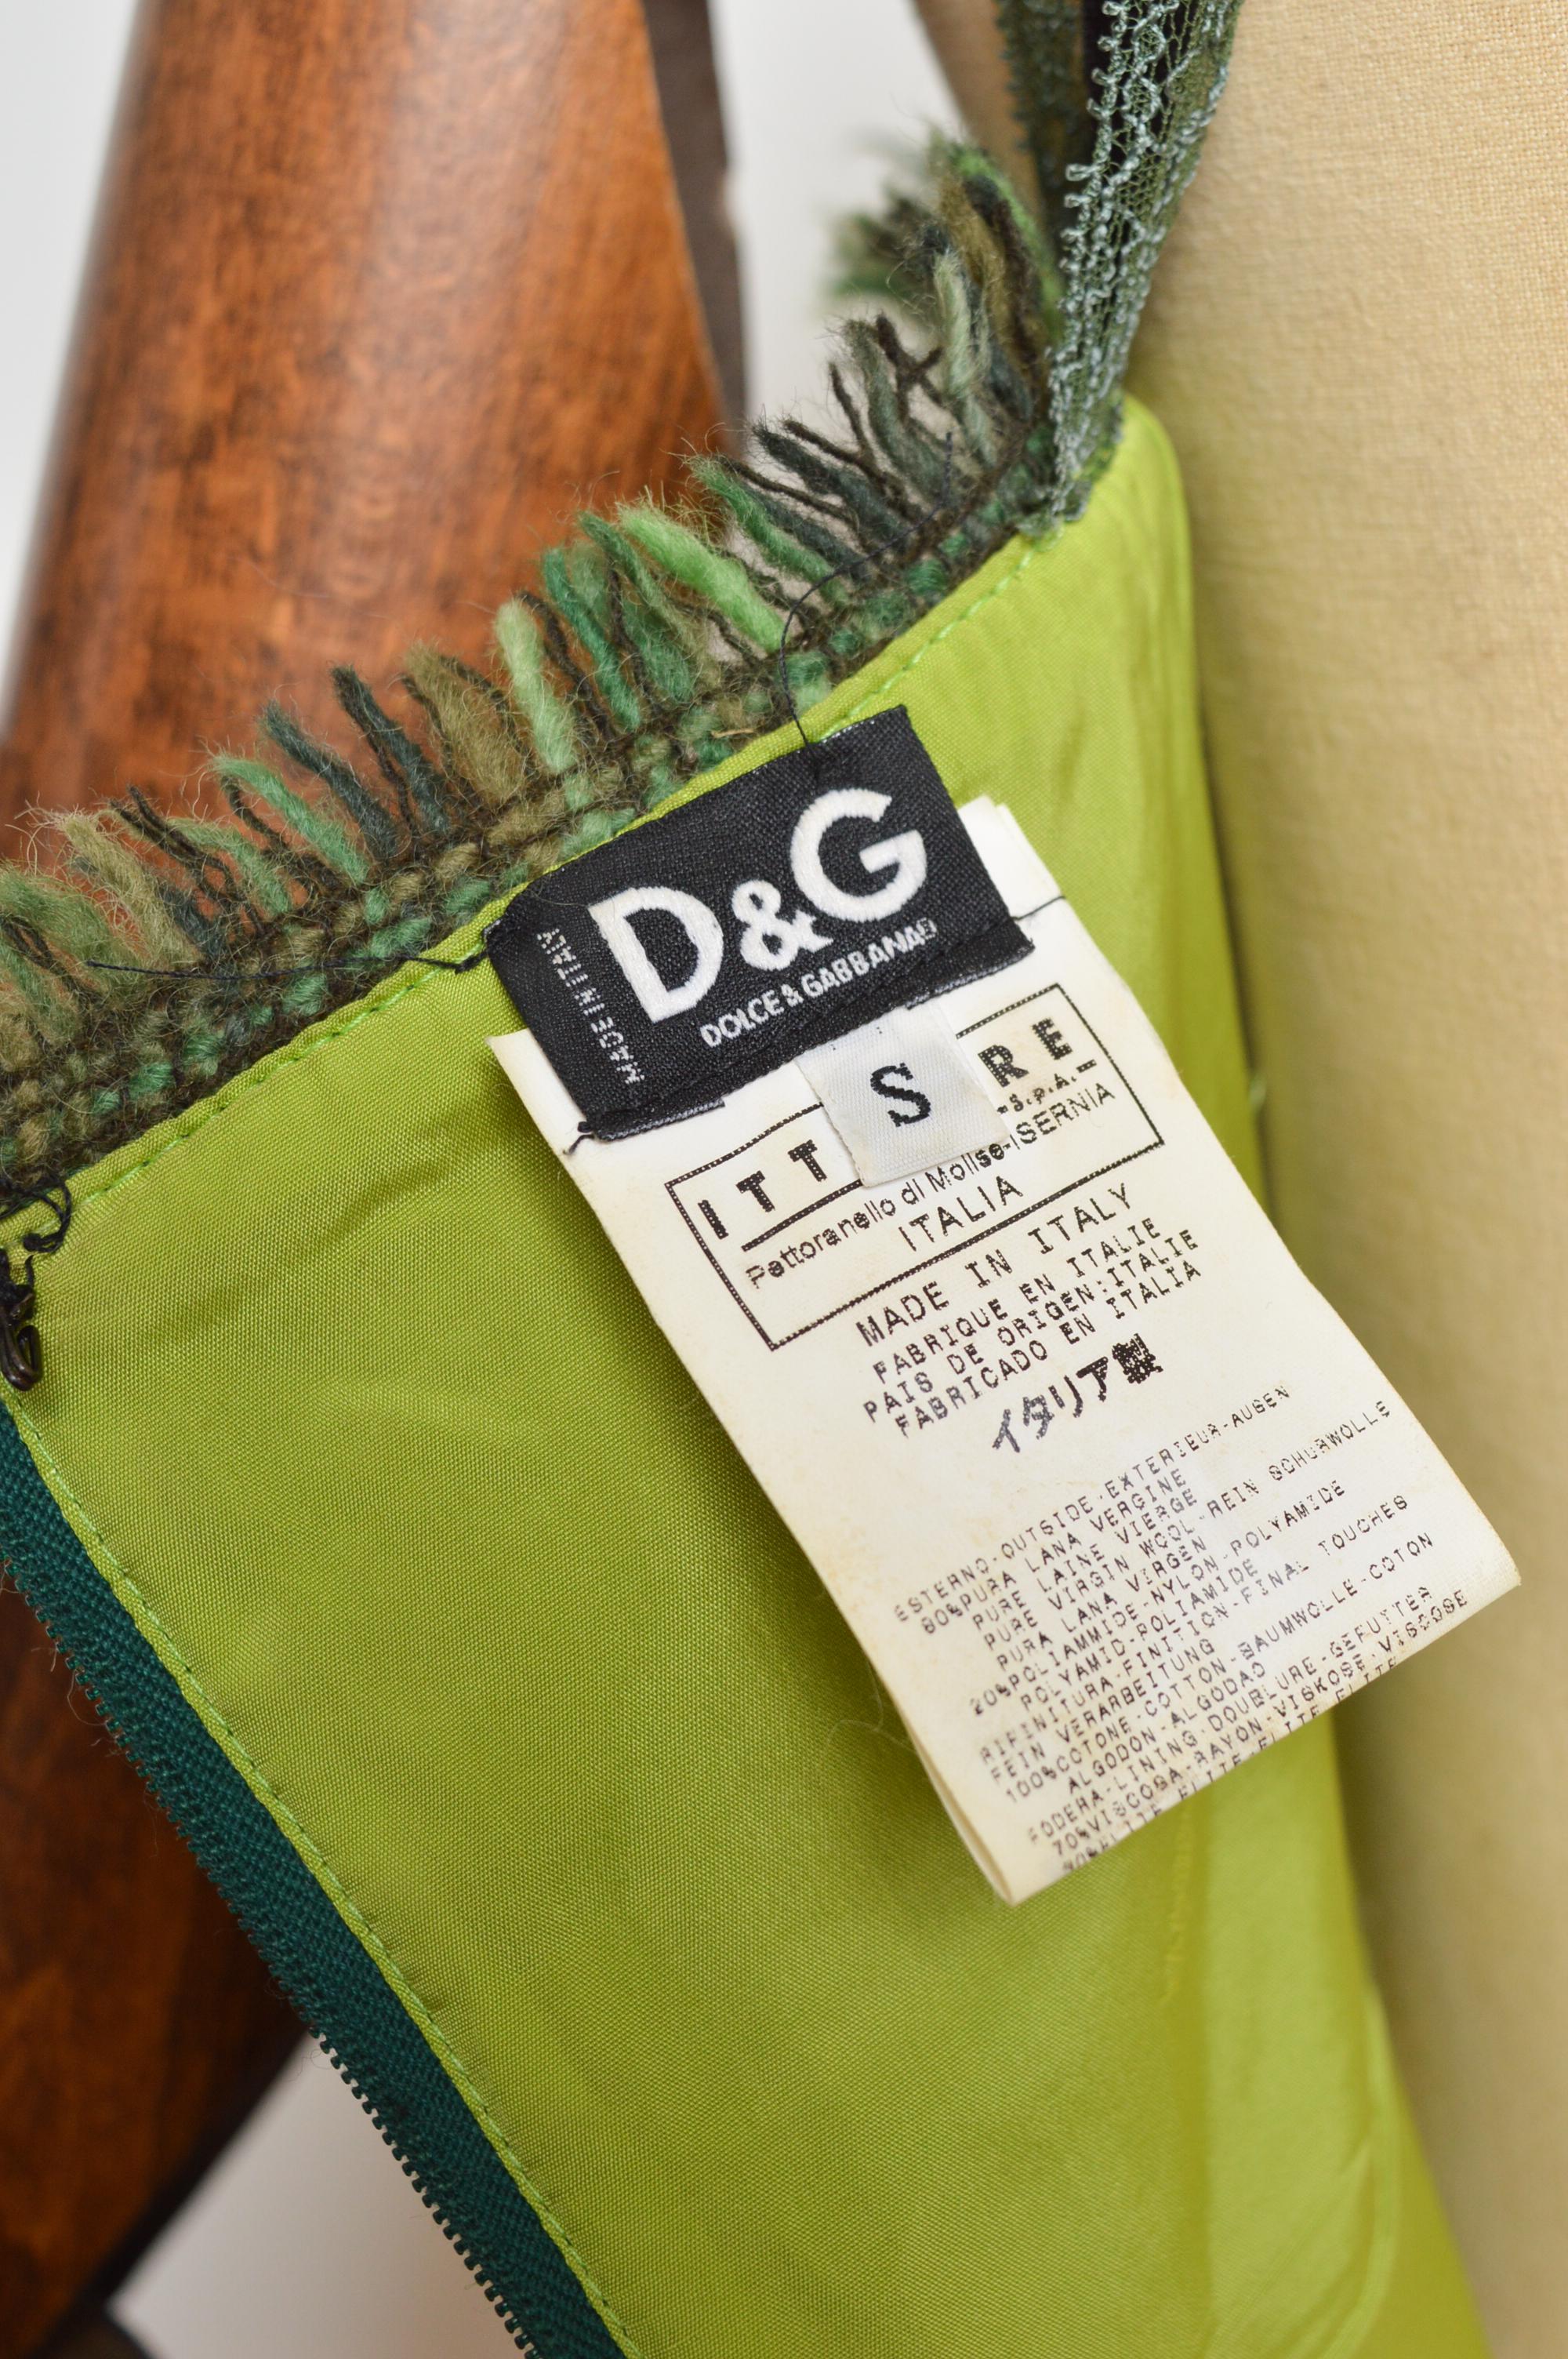 D&G
DOLCE & GABBANA
MADE IN ITALY
S
ITT RE
S.p.A.
Pettoranello di Molise-ISERNIA
ITALIA
MADE IN ITALY
FABRIQUE EN ITALIE
PAIS DE ORIGEN:ITALIE
FABRICADO EN ITALIA
イタリア製
ESTERNO-OUTSIDE-EXTERIEUR-AUSEN
80%PURA LANA VERGINE
PURE LAINE VIERGE
PURE VIRGIN WOOL-REIN SCHURWOLLE
PURA LANA VIRGEN
20%POLIAMMIDE-NYLON-POLYAMIDE
POLYAMID-POLIAMIDE
RIFINITURA-FINITION-FINAL TOUCHES
FEIN VERARBEITUNG
100%COTONE-COTTON-BAUMWOLLE-COTON
ALGODON-ALGODAO
FODERA-LINING-DOUBLURE-GEFUTTER
70%VISCOSA-RAYON-VISKOSE-VISCOSE